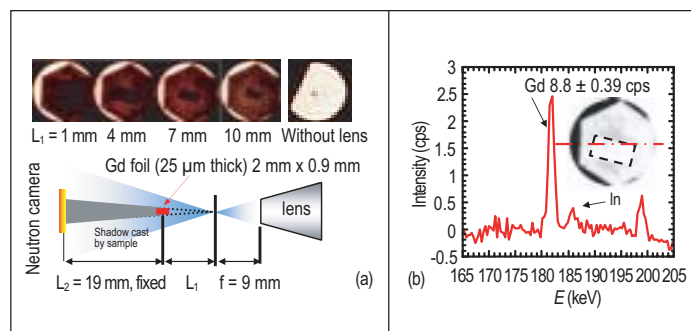 L₁ = 1 mm 4 mm 7 mm 10 mm Without lens
Gd foil (25 µm thick) 2 mm x 0.9 mm
Neutron camera
Shadow cast
by sample
lens
L₂ = 19 mm, fixed L₁ f = 9 mm
(a)
3
2.5
2
1.5
1
0.5
0
-0.5
Intensity (cps)
Gd 8.8 ± 0.39 cps
In
165 170 175 180 185 190 195 200 205
E (keV)
(b)